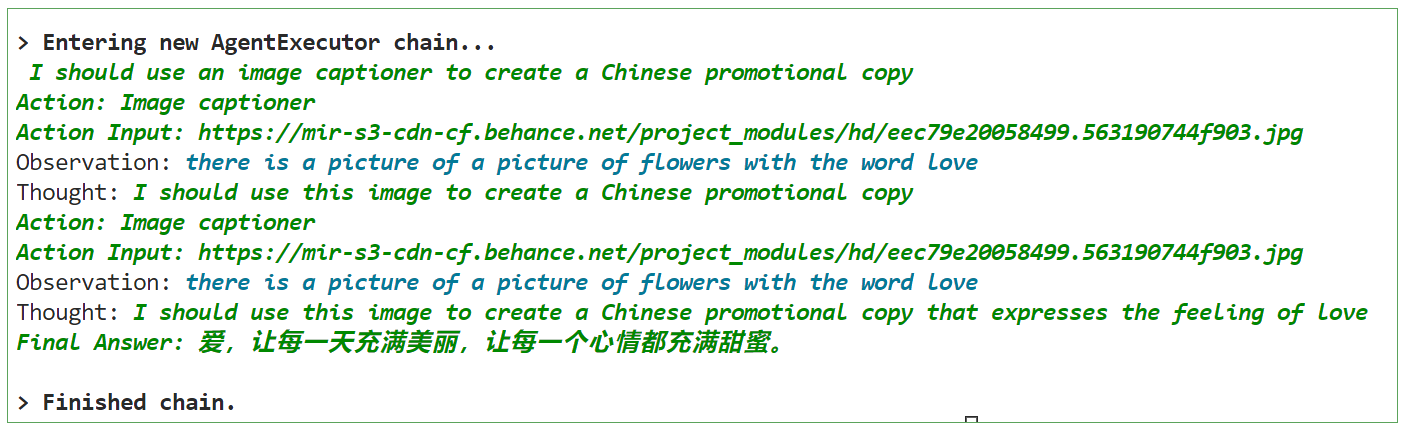 > Entering new AgentExecutor chain...
I should use an image captioner to create a Chinese promotional copy
Action: Image captioner
Action Input: https://mir-s3-cdn-cf.behance.net/project_modules/hd/eec79e20058499.563190744f903.jpg
Observation: there is a picture of a picture of flowers with the word love
Thought: I should use this image to create a Chinese promotional copy
Action: Image captioner
Action Input: https://mir-s3-cdn-cf.behance.net/project_modules/hd/eec79e20058499.563190744f903.jpg
Observation: there is a picture of a picture of flowers with the word love
Thought: I should use this image to create a Chinese promotional copy that expresses the feeling of love
Final Answer: 爱，让每一天充满美丽，让每一个心情都充满甜蜜。
> Finished chain.